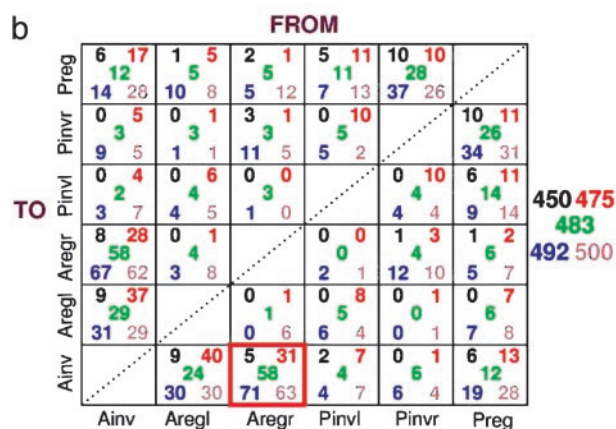 b
FROM
TO
Preg
6 17 1 5 2 1 5 11 10 10
12 5 5 11 28
14 28 10 8 5 12 7 13 37 26
Pinvr
0 5 0 1 3 1 0 10 10 11
3 3 3 5 26
9 5 1 1 11 5 5 2 34 31
Pinvl
0 4 0 6 0 0 0 10 6 11
2 4 3 4 14
3 7 4 5 1 0 4 4 9 14
Aregr
8 28 0 1 0 0 1 3 1 2
58 4 0 4 6
67 62 3 8 2 1 12 10 5 7
Aregl
9 37 0 1 0 8 0 1 0 7
29 1 5 0 6
31 29 0 6 6 4 0 1 7 8
Ainv
9 40 5 31 2 7 0 1 6 13
24 58 4 6 12
30 30 71 63 4 7 6 4 19 28
Ainv Aregl Aregr Pinvl Pinvr Preg
450 475
483
492 500